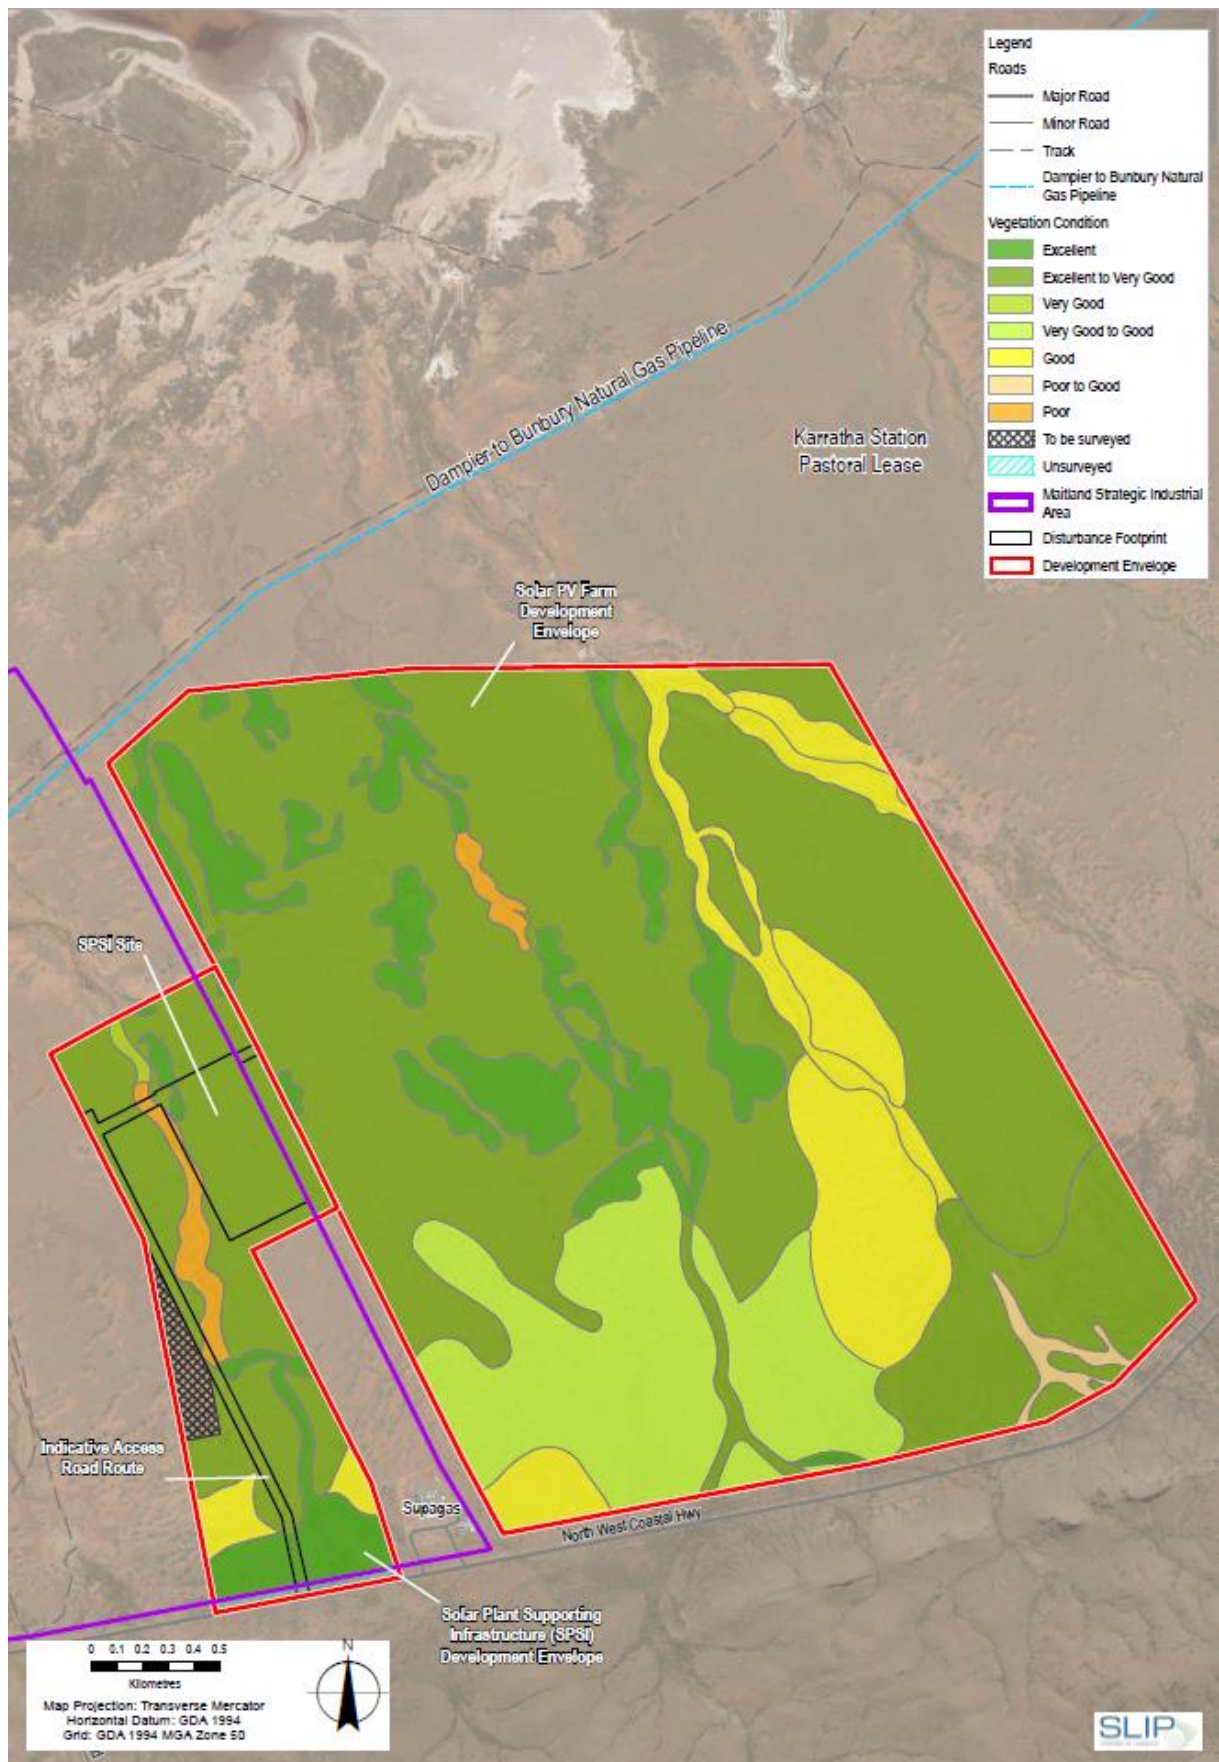 Legend
Roads
Major Road
Minor Road
Track
Dampier to Bunbury Natural
Gas Pipeline
Vegetation Condition
Excellent
Excellent to Very Good
Very Good
Very Good to Good
Good
Poor to Good
Poor
To be surveyed
Unsurveyed
Maitland Strategic Industrial
Area
Disturbance Footprint
Development Envelope
Dampier to Bunbury Natural Gas Pipeline
Karratha Station
Pastoral Lease
Solar PV Farm
Development
Envelope
SPSI Site
Indicative Access
Road Route
Supagas
North West Coastal Hwy
Solar Plant Supporting
Infrastructure (SPSI)
Development Envelope
0 0.1 0.2 0.3 0.4 0.5
Kilometres
Map Projection: Transverse Mercator
Horizontal Datum: GDA 1994
Grid: GDA 1994 MGA Zone 50
N
SLIP